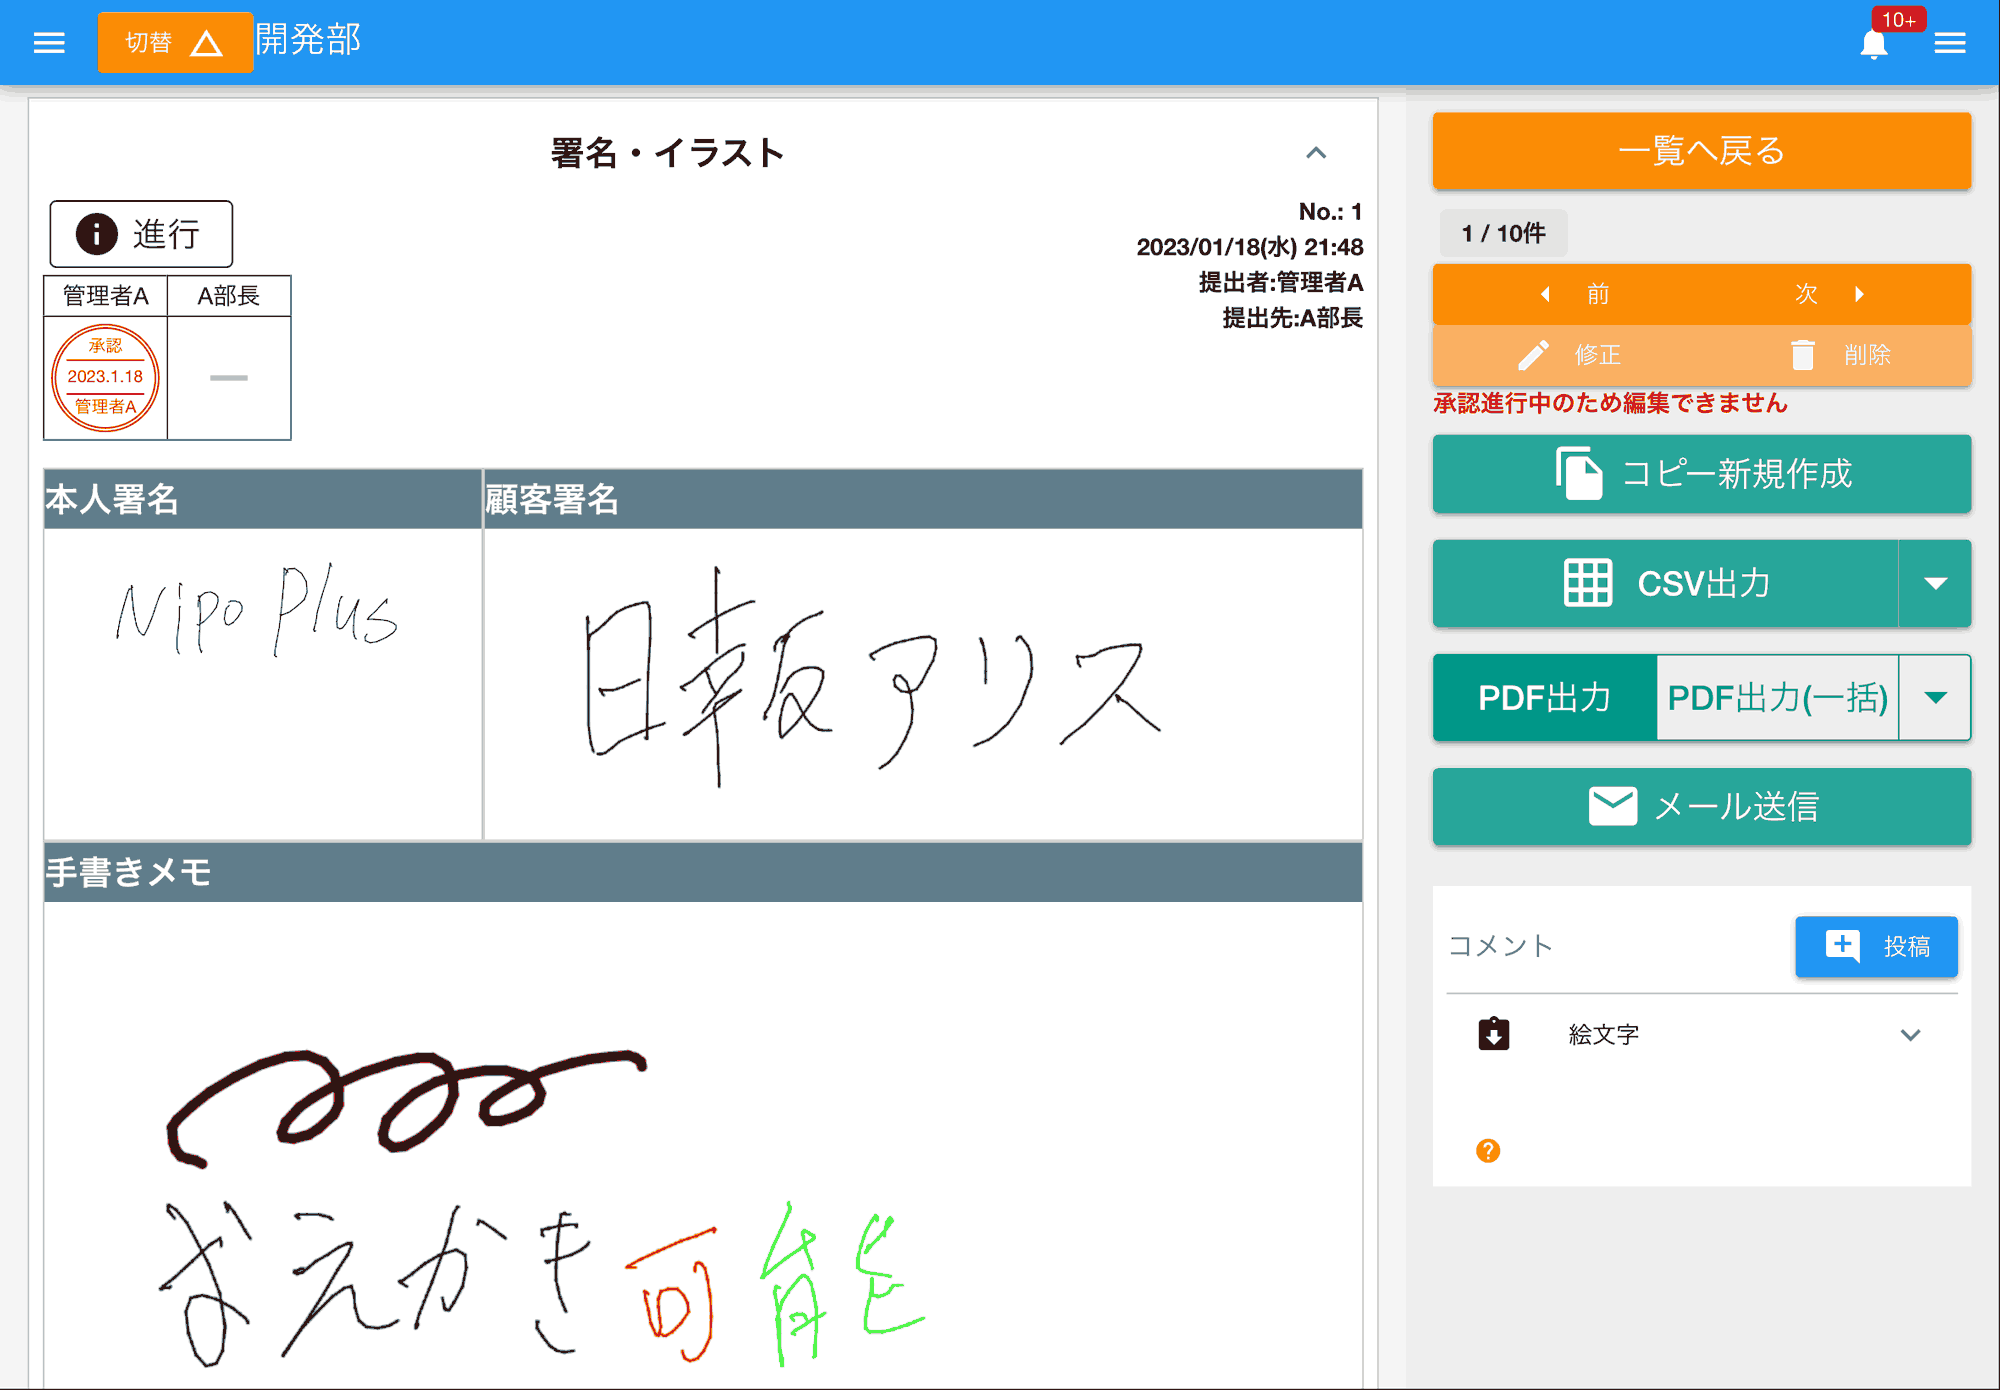 切替 開発部 10+
署名・イラスト
進行
No.: 1
2023/01/18(水) 21:48
提出者:管理者A
提出先:A部長
管理者A A部長
承認
2023.1.18
管理者A
本人署名 顧客署名
Nipo Plus
日報アリス
手書きメモ
おえかき可能
一覧へ戻る
1 / 10件
前 次
修正 削除
承認進行中のため編集できません
コピー新規作成
CSV出力
PDF出力 PDF出力(一括)
メール送信
コメント 投稿
絵文字